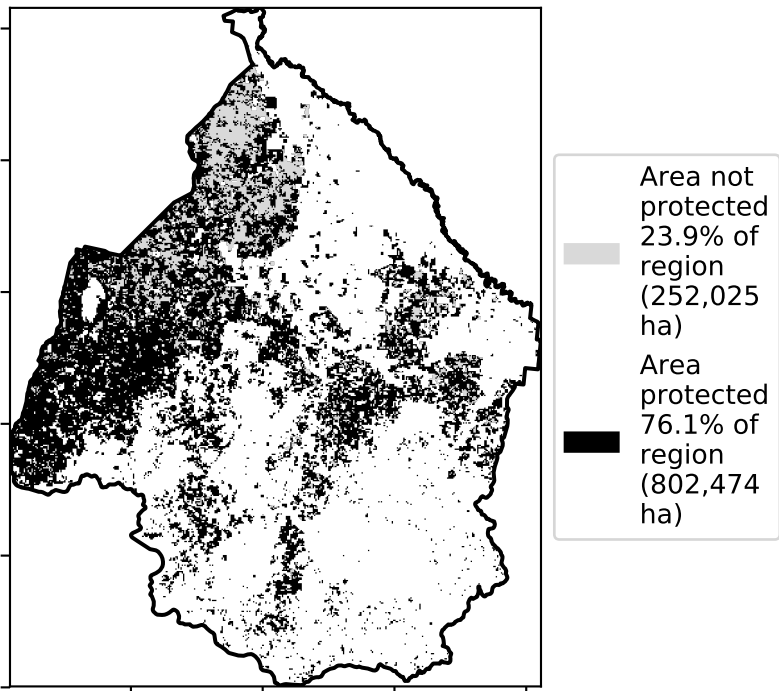 Area not
protected
23.9% of
region
(252,025
ha)
Area
protected
76.1% of
region
(802,474
ha)